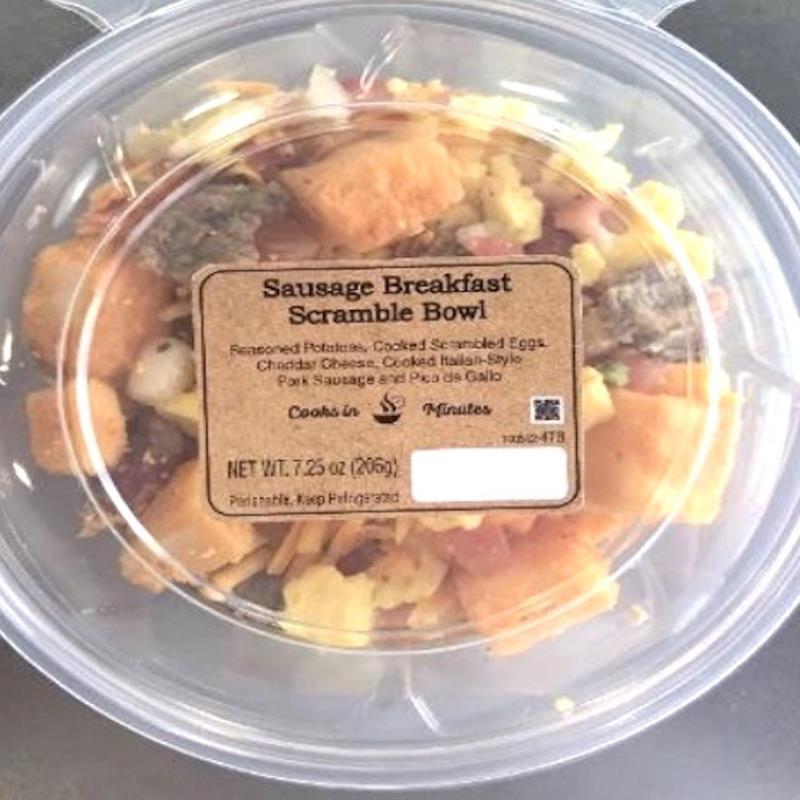 Sausage Breakfast
Scramble Bowl
Seasoned Potatoes, Cooked Scrambled Eggs,
Cheddar Cheese, Cooked Italian-Style
Pork Sausage and Pico de Gallo
Cooks in Minutes
NET WT. 7.25 oz (206g)
Perishable, Keep Refrigerated